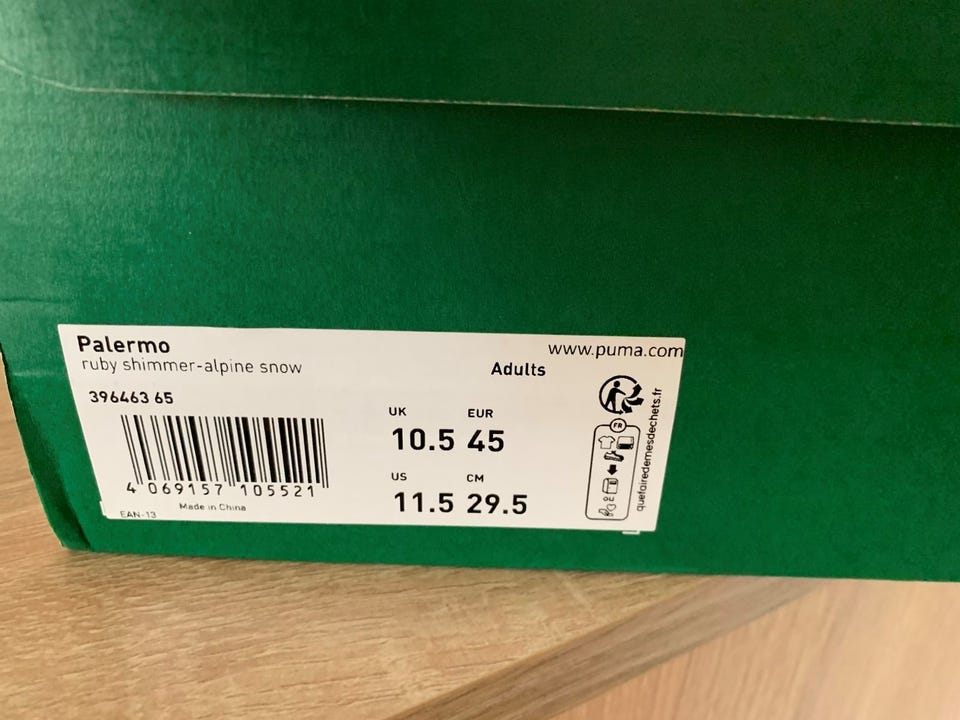 Palermo
ruby shimmer-alpine snow
396463 65
4 069157 105521
EAN-13
Made in China
www.puma.com
Adults
UK
EUR
10.5 45
US
CM
11.5 29.5
FR
quefairedemesdechets.fr